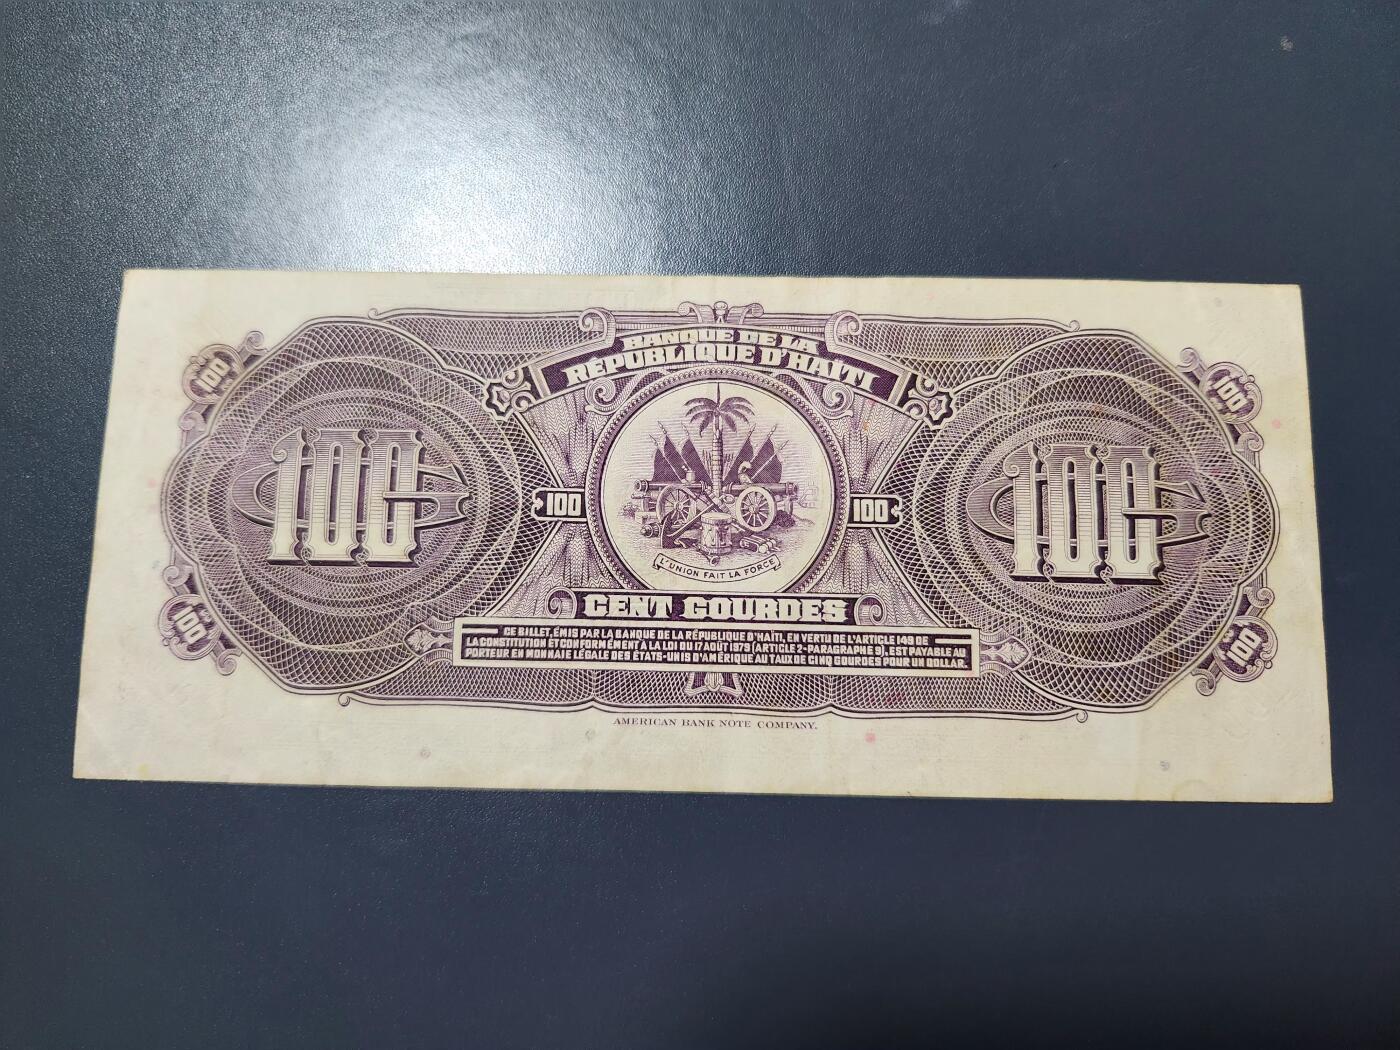 BANQUE DE LA
RÉPUBLIQUE D'HAÏTI
100
100
100
100
100
100
L'UNION FAIT LA FORCE
CENT GOURDES
100
CE BILLET, ÉMIS PAR LA BANQUE DE LA RÉPUBLIQUE D'HAÏTI, EN VERTU DE L'ARTICLE 149 DE
LA CONSTITUTION ET CONFORMÉMENT A LA LOI DU 17 AOÛT 1979 (ARTICLE 2-PARAGRAPHE 9), EST PAYABLE AU
PORTEUR EN MONNAIE LÉGALE DES ÉTATS-UNIS D'AMÉRIQUE AU TAUX DE CINQ GOURDES POUR UN DOLLAR.
100
AMERICAN BANK NOTE COMPANY.